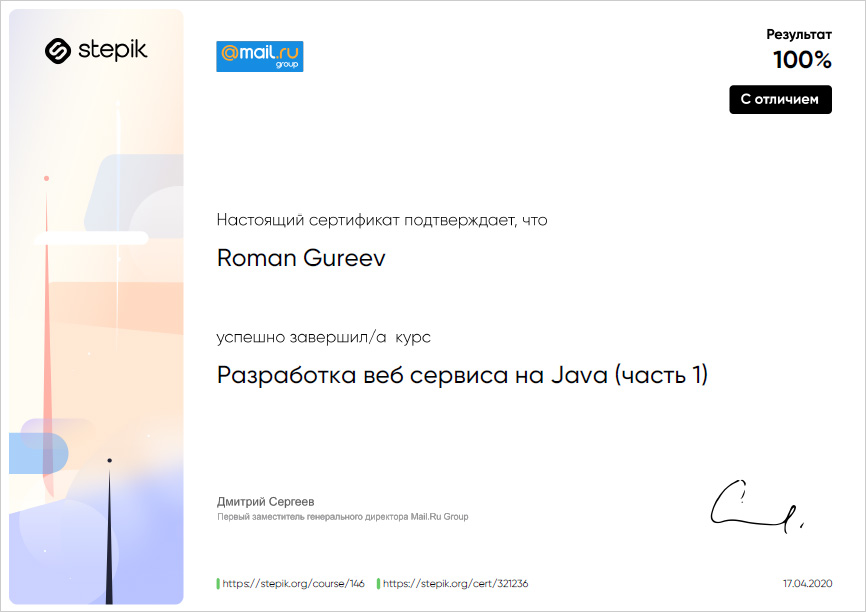 stepik
@mail.ru
group
Результат
100%
С отличием
Настоящий сертификат подтверждает, что
Roman Gureev
успешно завершил/а курс
Разработка веб сервиса на Java (часть 1)
Дмитрий Сергеев
Первый заместитель генерального директора Mail.Ru Group
https://stepik.org/course/146 https://stepik.org/cert/321236
17.04.2020